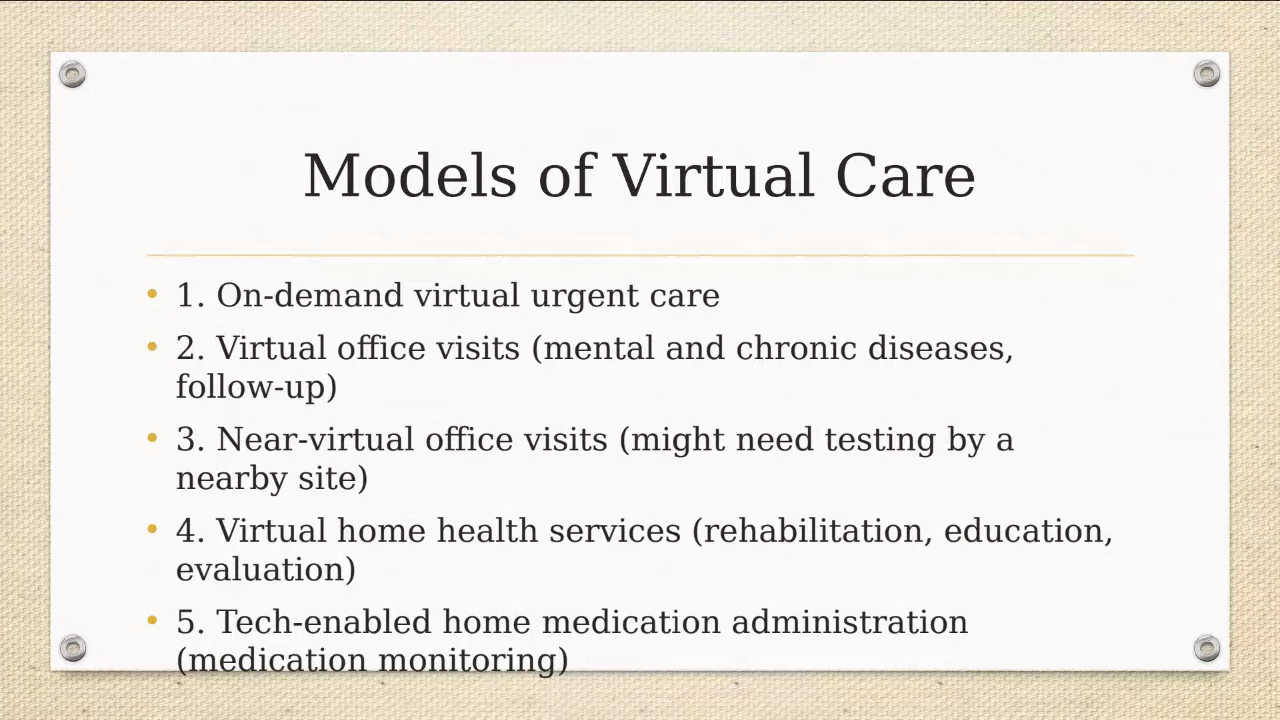 Models of Virtual Care
• 1. On-demand virtual urgent care
• 2. Virtual office visits (mental and chronic diseases,
follow-up)
• 3. Near-virtual office visits (might need testing by a
nearby site)
• 4. Virtual home health services (rehabilitation, education,
evaluation)
• 5. Tech-enabled home medication administration
(medication monitoring)